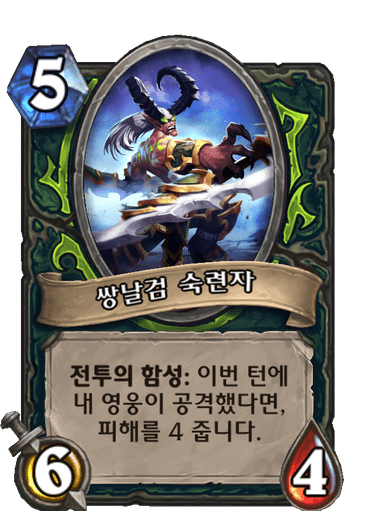 5
쌍날검 숙련자
전투의 함성: 이번 턴에
내 영웅이 공격했다면,
피해를 4 줍니다.
6
4